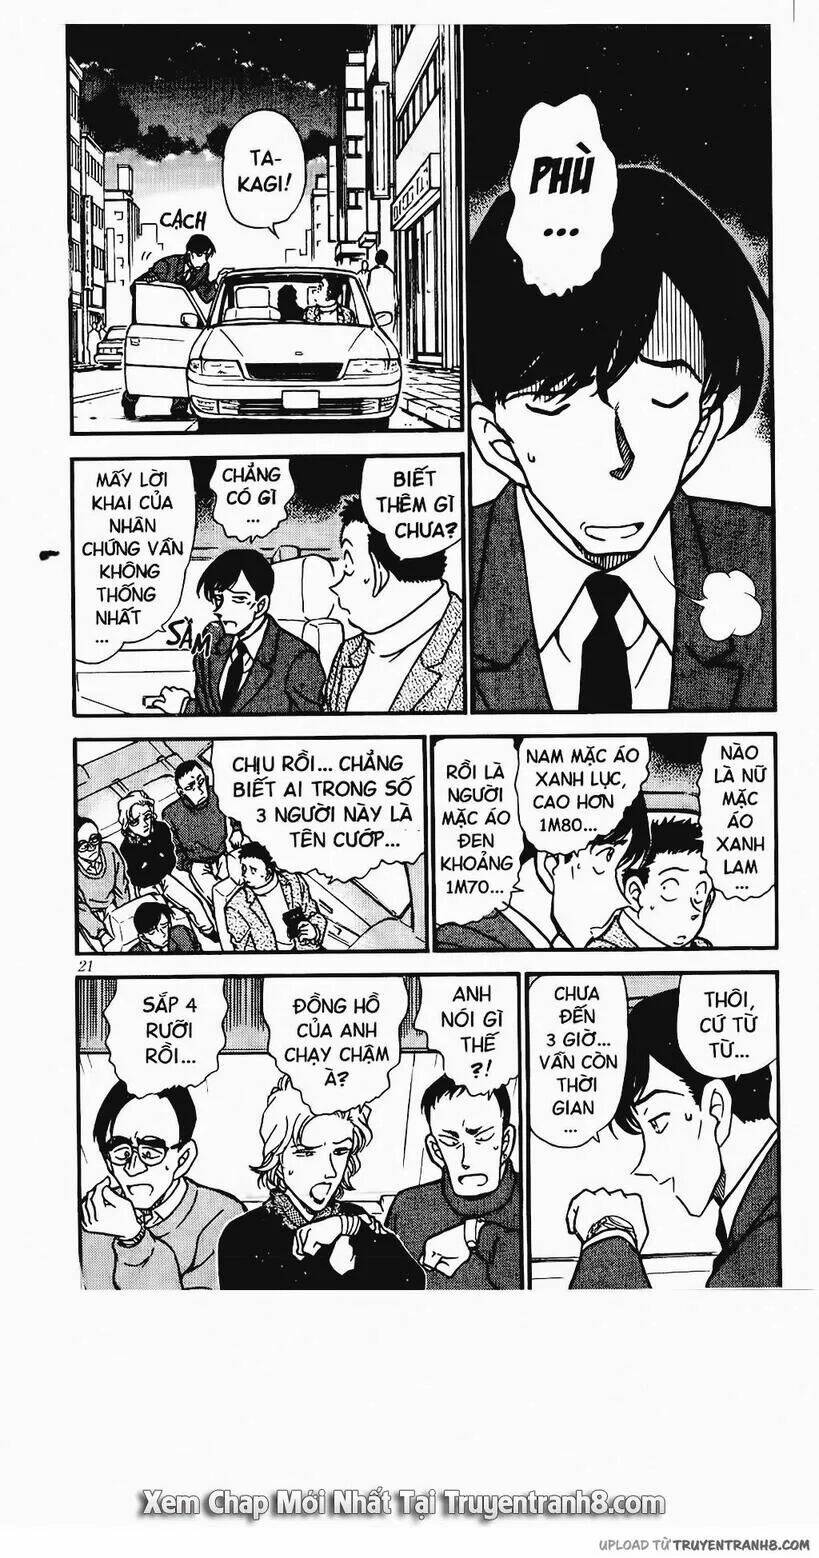 PHÙ
...
TA-
KAGI!
CẠCH
BIẾT
THÊM GÌ
CHƯA?
CHẲNG
CÓ GÌ
...
MẤY LỜI
KHAI CỦA
NHÂN
CHỨNG VẪN
KHÔNG
THỐNG
NHẤT
...
SẦM
NÀO
LÀ NỮ
MẶC
ÁO
XANH
LAM
...
NAM MẶC ÁO
XANH LỤC,
CAO HƠN
1M80...
RỒI LÀ
NGƯỜI
MẶC ÁO
ĐEN
KHOẢNG
1M70...
CHỊU RỒI... CHẲNG
BIẾT AI TRONG SỐ
3 NGƯỜI NÀY LÀ
TÊN CƯỚP...
21
THÔI,
CỨ TỪ
TỪ...
CHƯA
ĐẾN
3 GIỜ...
VẪN CÒN
THỜI
GIAN
...
ANH
NÓI GÌ
THẾ
?!
ĐỒNG HỒ
CỦA ANH
CHẠY CHẬM
À?
SẮP 4
RƯỠI
RỒI...
Xem Chap Mới Nhất Tại Truyentranh8.com
UPLOAD TỪ TRUYENTRANH8.COM